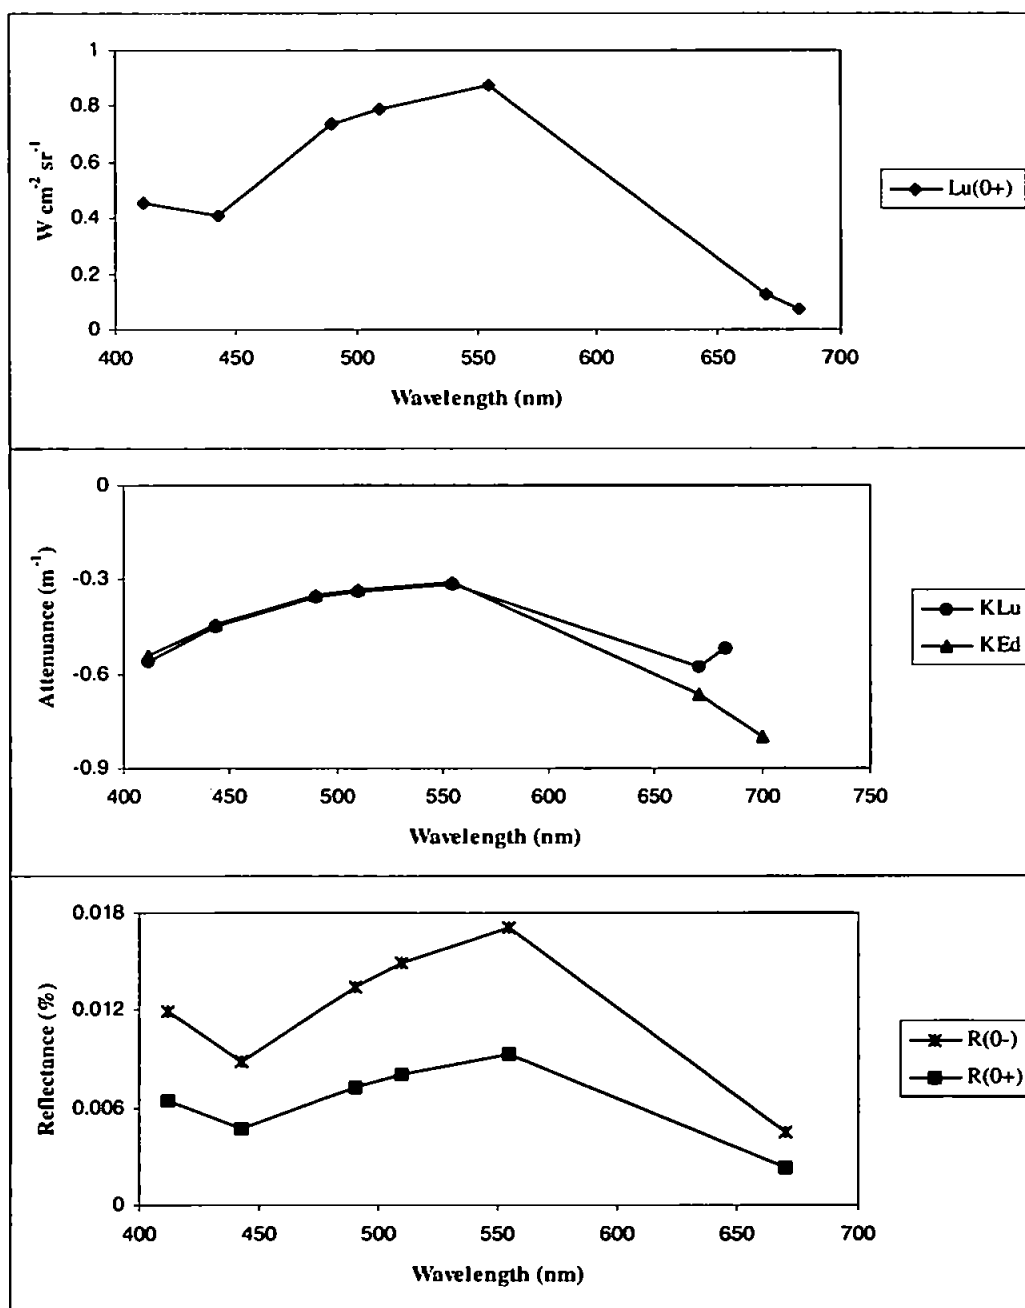 1
0.8
0.6
0.4
0.2
0
W cm-2 sr-1
400 450 500 550 600 650 700
Wavelength (nm)
Lu(0+)
0
-0.3
-0.6
-0.9
Attenuance (m-1)
400 450 500 550 600 650 700 750
Wavelength (nm)
KLu
KEd
0.018
0.012
0.006
0
Reflectance (%)
400 450 500 550 600 650 700
Wavelength (nm)
R(0-)
R(0+)